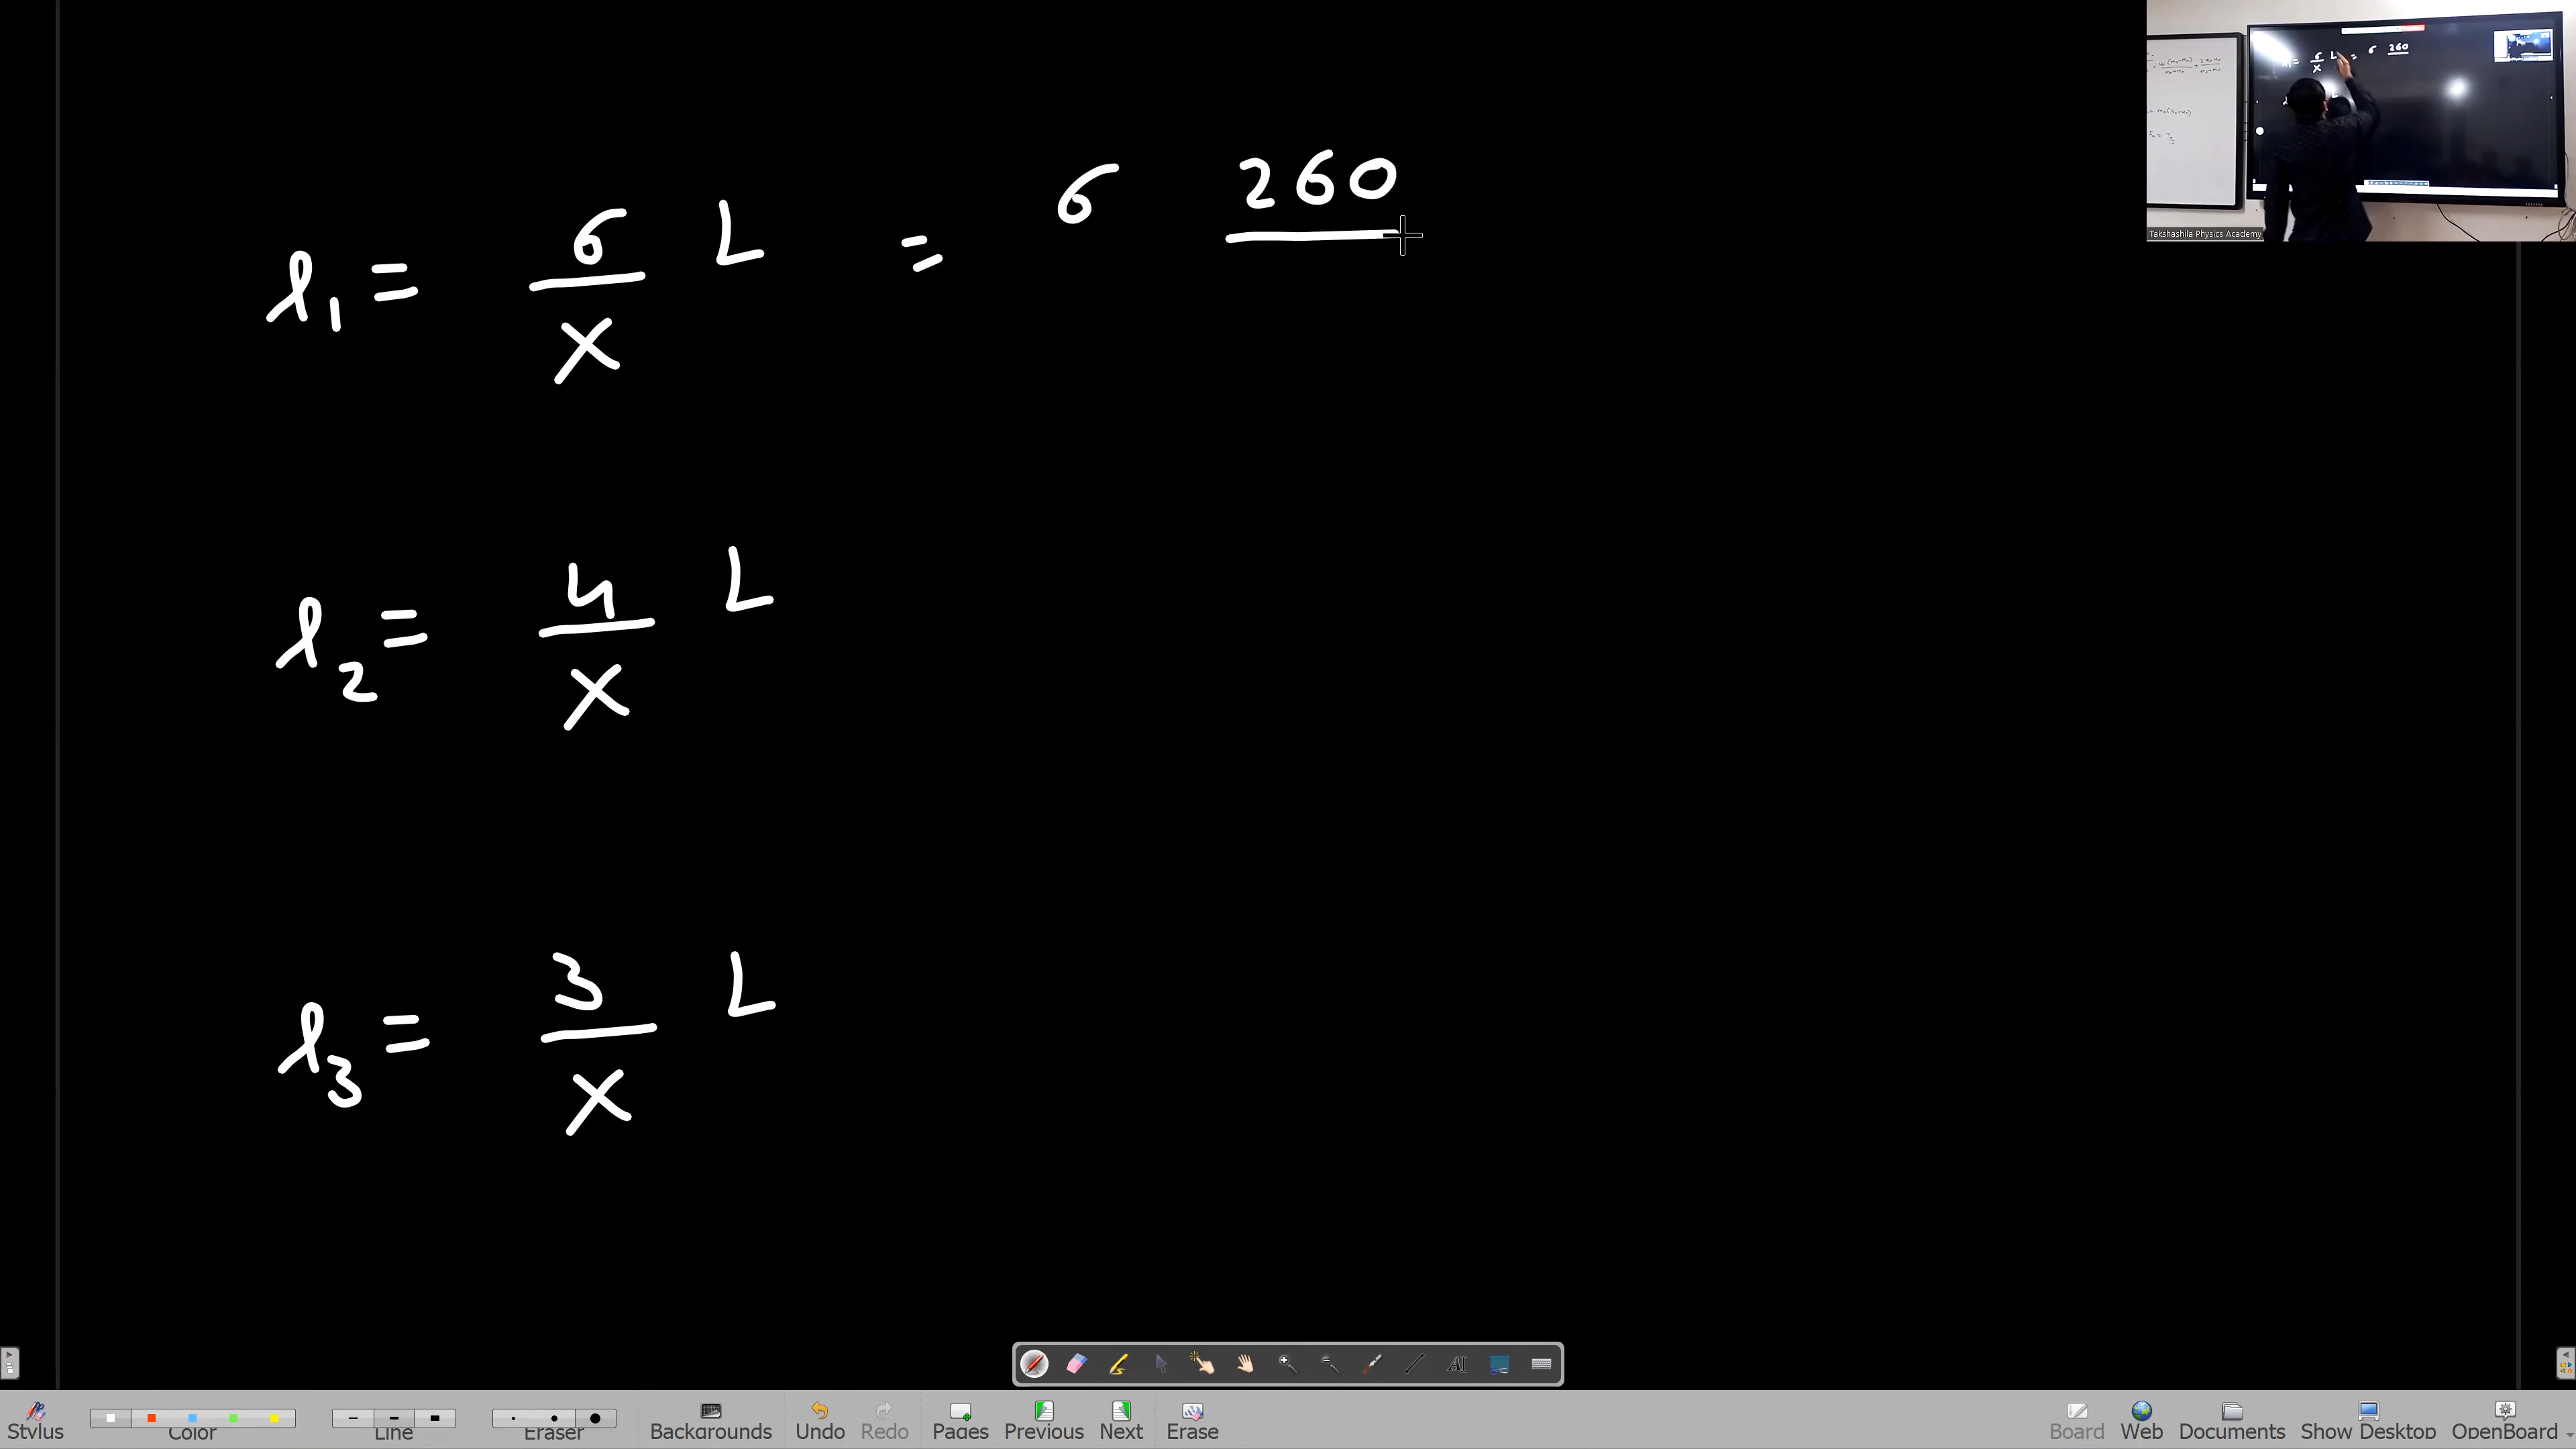 l₁ = 6/x L = 6 260
l₂ = 4/x L
l₃ = 3/x L
Takshashila Physics Academy
Stylus Color Line Eraser Backgrounds Undo Redo Pages Previous Next Erase Board Web Documents Show Desktop OpenBoard